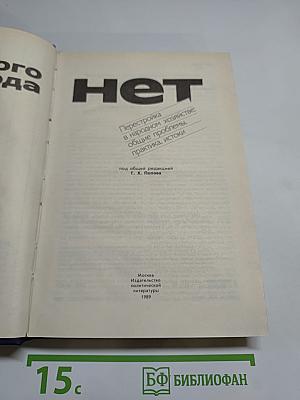 ого
ода
нет
Перестройка
в народном хозяйстве
общие проблемы,
практика, истоки
под общей редакцией
Г. Х. Попова
Москва
Издательство
политической
литературы
1989
15с
БФ БИБЛИОФАН